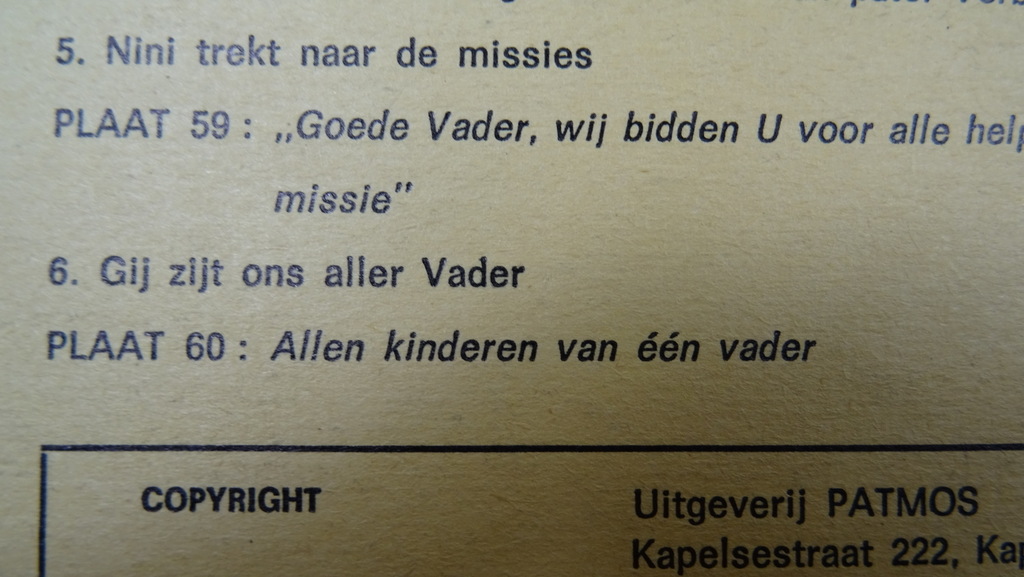 5. Nini trekt naar de missies
PLAAT 59 : „Goede Vader, wij bidden U voor alle
missie"
6. Gij zijt ons aller Vader
PLAAT 60 : Allen kinderen van één vader
COPYRIGHT
Uitgeverij PATMOS
Kapelsestraat 222,